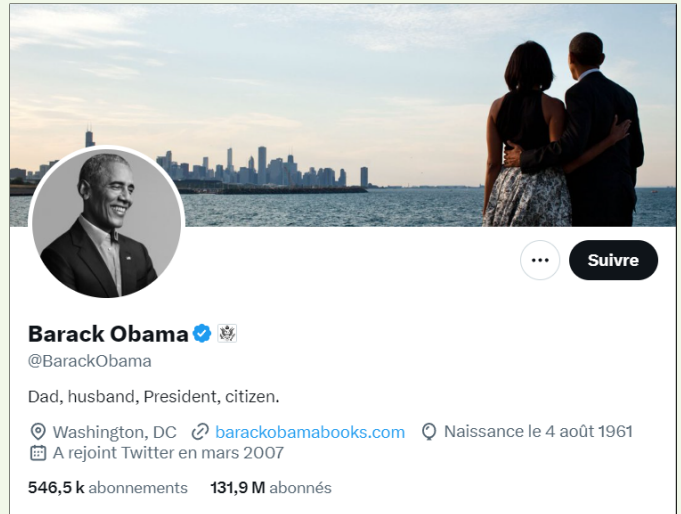 Suivre
Barack Obama
@BarackObama
Dad, husband, President, citizen.
Washington, DC barackobamabooks.com Naissance le 4 août 1961
A rejoint Twitter en mars 2007
546,5 k abonnements 131,9 M abonnés